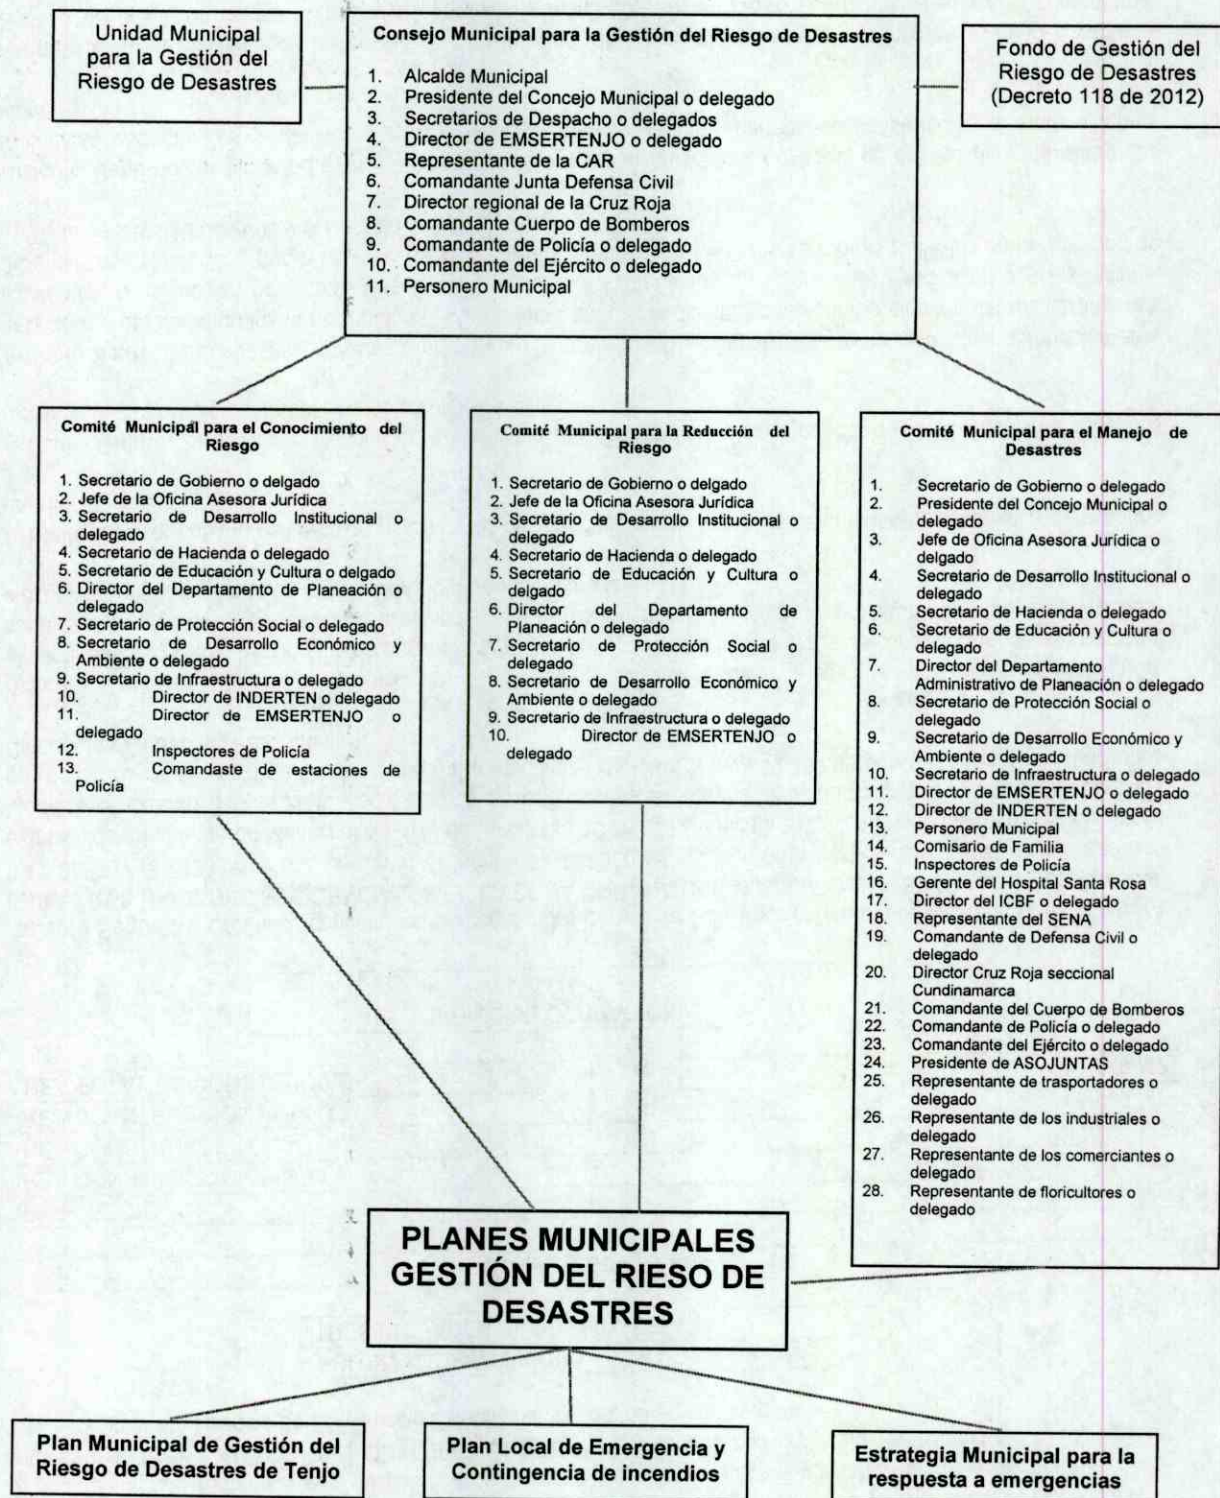 Unidad Municipal
para la Gestión del
Riesgo de Desastres
Consejo Municipal para la Gestión del Riesgo de Desastres
1. Alcalde Municipal
2. Presidente del Concejo Municipal o delegado
3. Secretarios de Despacho o delegados
4. Director de EMSERTENJO o delegado
5. Representante de la CAR
6. Comandante Junta Defensa Civil
7. Director regional de la Cruz Roja
8. Comandante Cuerpo de Bomberos
9. Comandante de Policía o delegado
10. Comandante del Ejército o delegado
11. Personero Municipal
Fondo de Gestión del
Riesgo de Desastres
(Decreto 118 de 2012)
Comité Municipal para el Conocimiento del
Riesgo
1. Secretario de Gobierno o delgado
2. Jefe de la Oficina Asesora Jurídica
3. Secretario de Desarrollo Institucional o
delegado
4. Secretario de Hacienda o delegado
5. Secretario de Educación y Cultura o delgado
6. Director del Departamento de Planeación o
delegado
7. Secretario de Protección Social o delegado
8. Secretario de Desarrollo Económico y
Ambiente o delegado
9. Secretario de Infraestructura o delegado
10. Director de INDERTEN o delegado
11. Director de EMSERTENJO o
delegado
12. Inspectores de Policía
13. Comandaste de estaciones de
Policía
Comité Municipal para la Reducción del
Riesgo
1. Secretario de Gobierno o delgado
2. Jefe de la Oficina Asesora Jurídica
3. Secretario de Desarrollo Institucional o
delegado
4. Secretario de Hacienda o delegado
5. Secretario de Educación y Cultura o
delgado
6. Director del Departamento de
Planeación o delegado
7. Secretario de Protección Social o
delegado
8. Secretario de Desarrollo Económico y
Ambiente o delegado
9. Secretario de Infraestructura o delegado
10. Director de EMSERTENJO o
delegado
Comité Municipal para el Manejo de
Desastres
1. Secretario de Gobierno o delegado
2. Presidente del Concejo Municipal o
delegado
3. Jefe de Oficina Asesora Jurídica o
delgado
4. Secretario de Desarrollo Institucional o
delegado
5. Secretario de Hacienda o delegado
6. Secretario de Educación y Cultura o
delegado
7. Director del Departamento
Administrativo de Planeación o delegado
8. Secretario de Protección Social o
delegado
9. Secretario de Desarrollo Económico y
Ambiente o delegado
10. Secretario de Infraestructura o delegado
11. Director de EMSERTENJO o delegado
12. Director de INDERTEN o delegado
13. Personero Municipal
14. Comisario de Familia
15. Inspectores de Policía
16. Gerente del Hospital Santa Rosa
17. Director del ICBF o delegado
18. Representante del SENA
19. Comandante de Defensa Civil o
delegado
20. Director Cruz Roja seccional
Cundinamarca
21. Comandante del Cuerpo de Bomberos
22. Comandante de Policía o delegado
23. Comandante del Ejército o delegado
24. Presidente de ASOJUNTAS
25. Representante de trasportadores o
delegado
26. Representante de los industriales o
delegado
27. Representante de los comerciantes o
delegado
28. Representante de floricultores o
delegado
PLANES MUNICIPALES
GESTIÓN DEL RIESO DE
DESASTRES
Plan Municipal de Gestión del
Riesgo de Desastres de Tenjo
Plan Local de Emergencia y
Contingencia de incendios
Estrategia Municipal para la
respuesta a emergencias